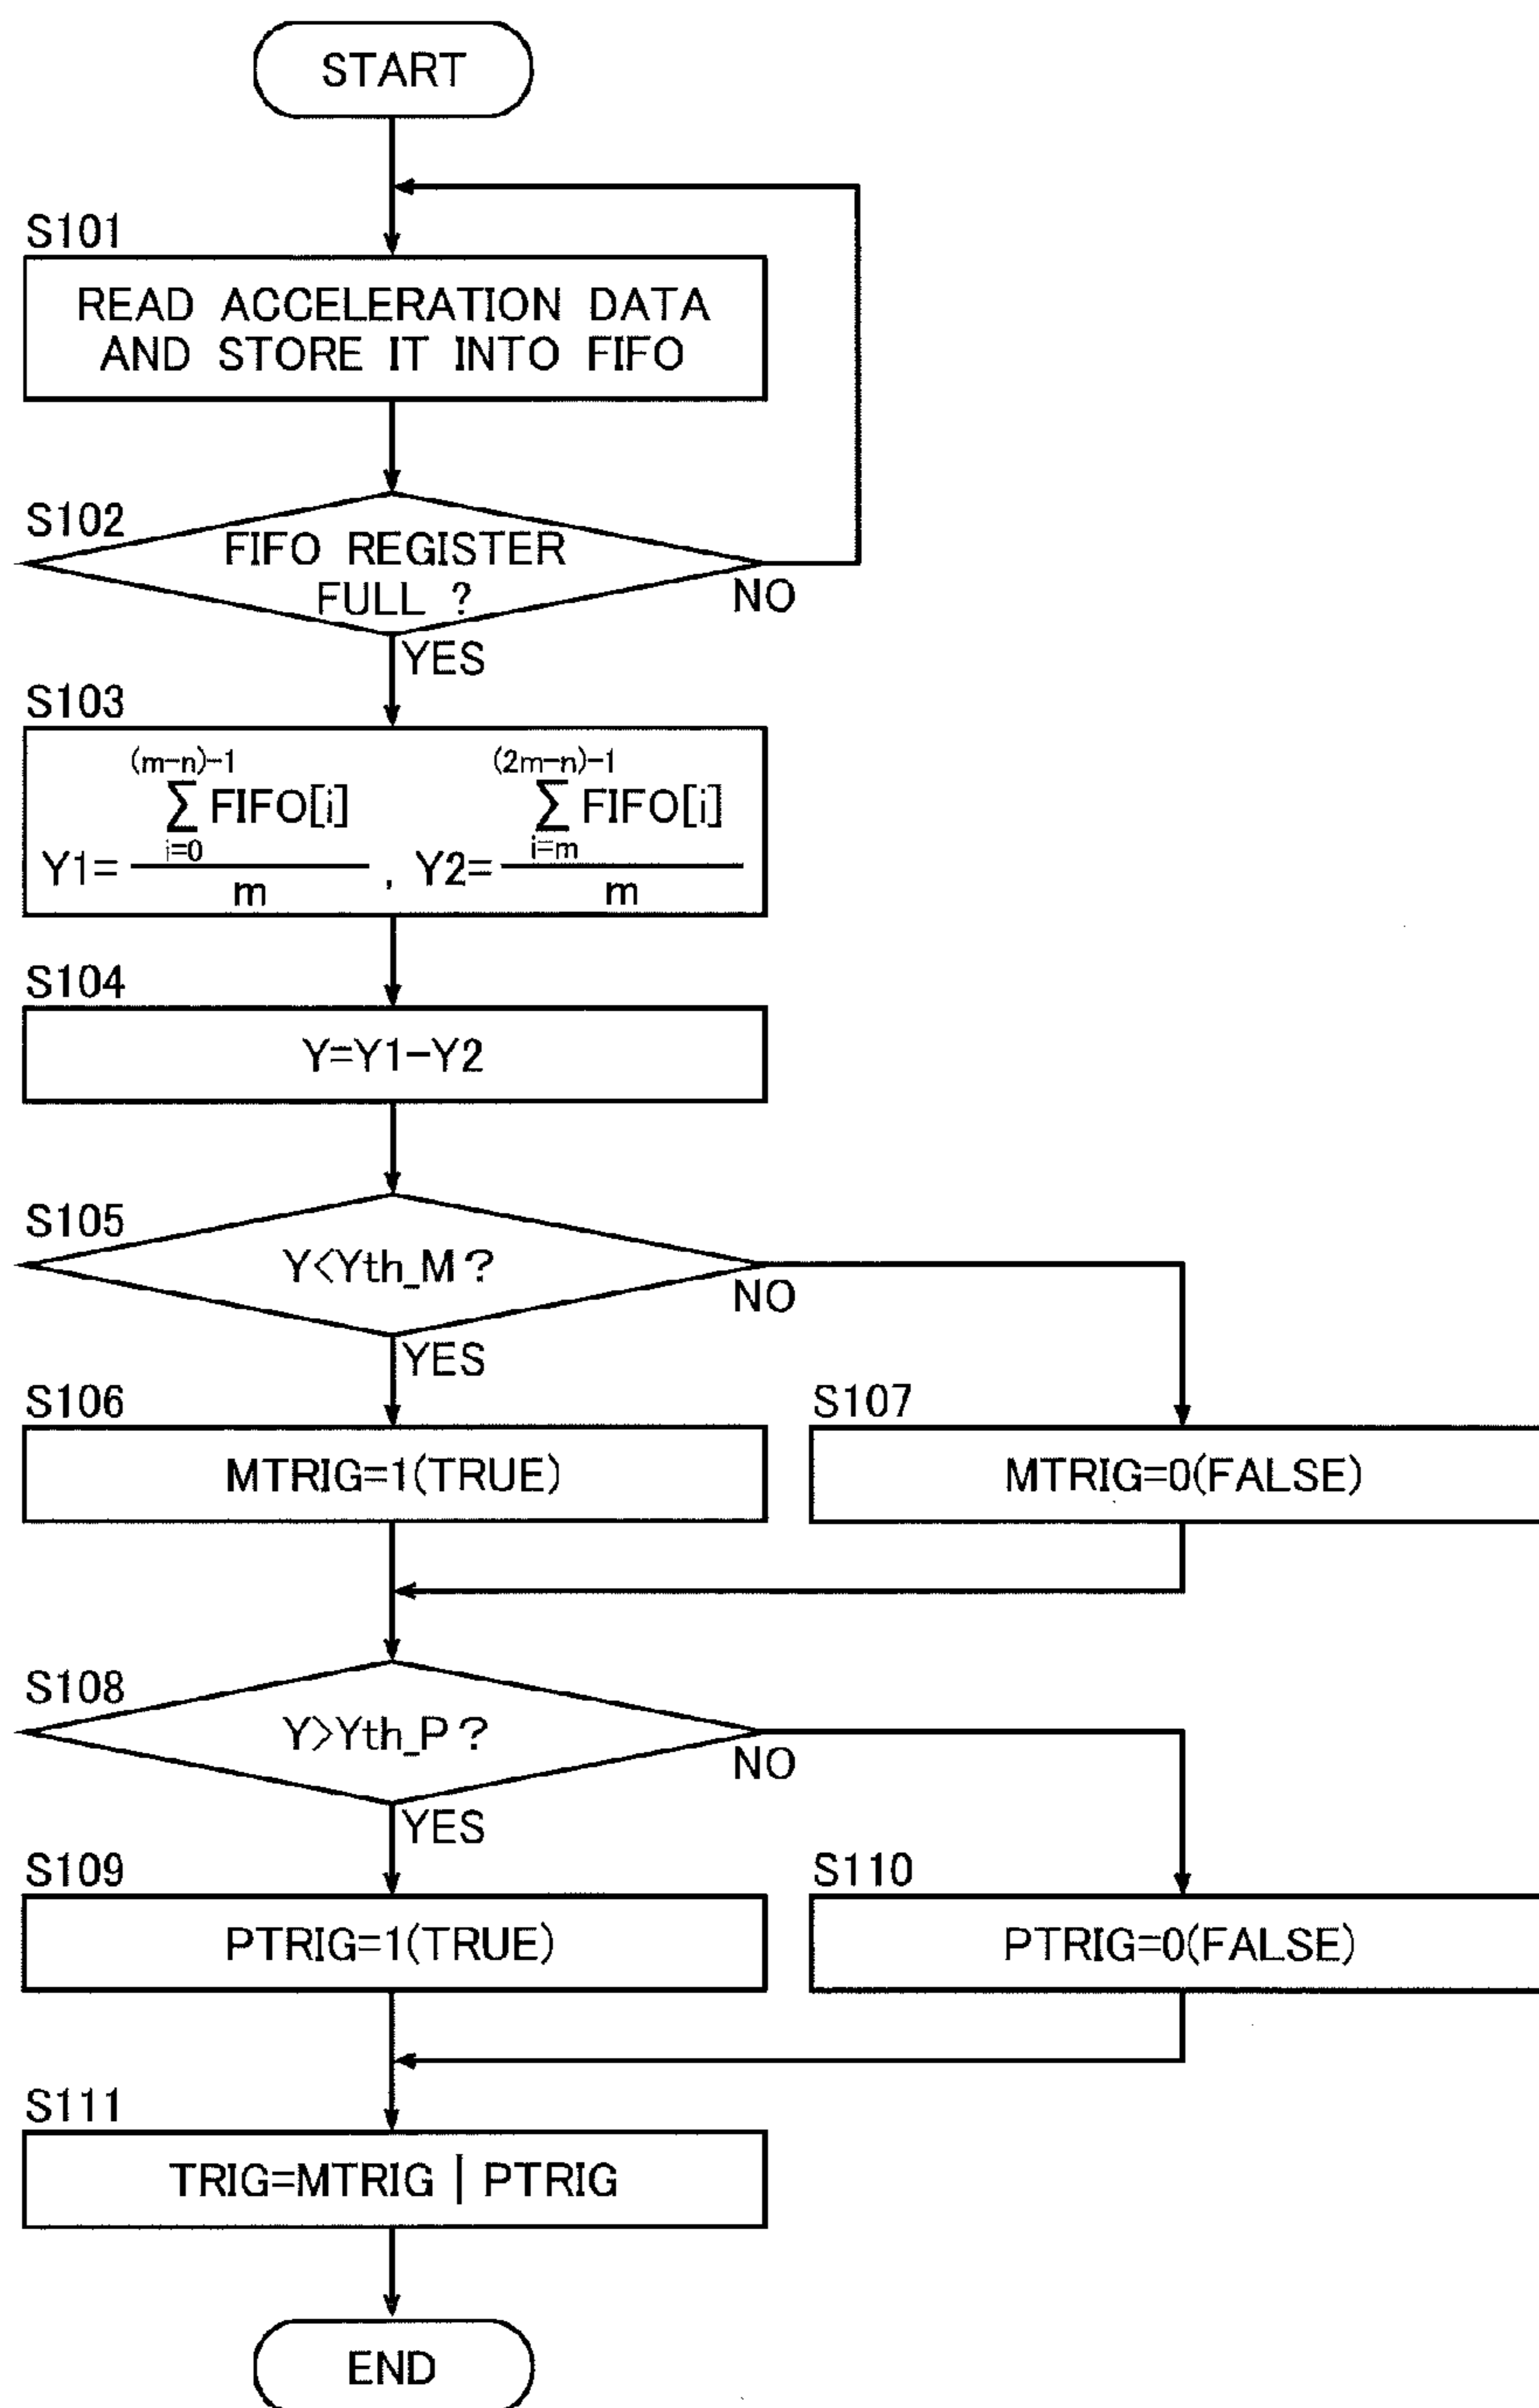 START
S101
READ ACCELERATION DATA
AND STORE IT INTO FIFO
S102
FIFO REGISTER
FULL ?
NO
YES
S103
(m-n)-1
(2m-n)-1
Σ FIFO[i]
Σ FIFO[i]
i=0
i=m
Y1= , Y2=
m
m
S104
Y=Y1-Y2
S105
Y<Yth_M ?
NO
YES
S106
S107
MTRIG=1(TRUE)
MTRIG=0(FALSE)
S108
Y>Yth_P ?
NO
YES
S109
S110
PTRIG=1(TRUE)
PTRIG=0(FALSE)
S111
TRIG=MTRIG | PTRIG
END